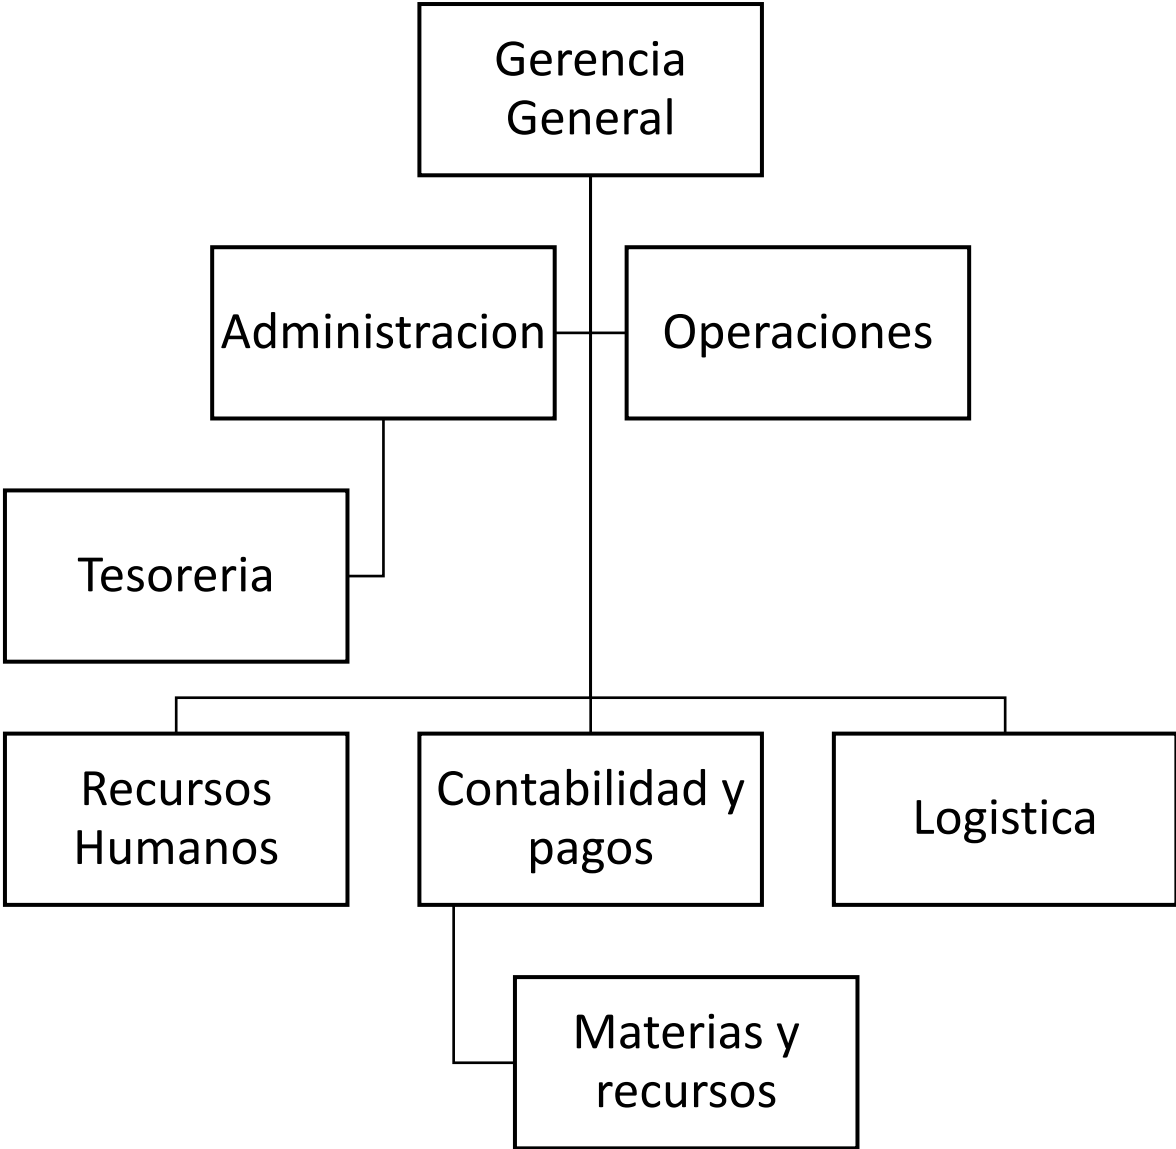 Gerencia
General
Administracion
Operaciones
Tesoreria
Recursos
Humanos
Contabilidad y
pagos
Logistica
Materias y
recursos